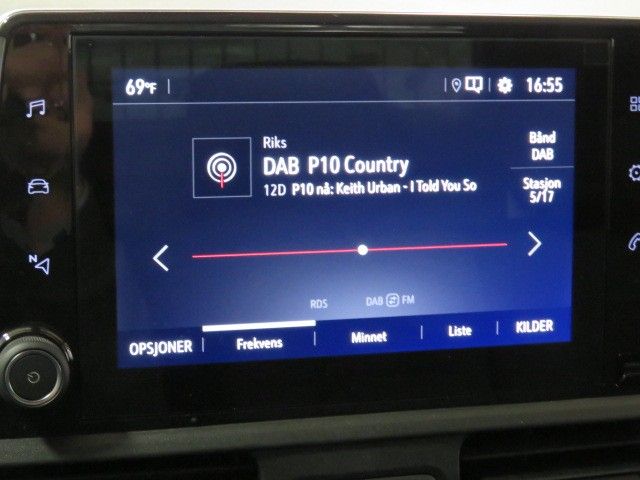 69°F
16:55
Riks
DAB P10 Country
12D P10 nå: Keith Urban - I Told You So
Bånd
DAB
Stasjon
5/17
N
RDS
DAB FM
OPSJONER
Frekvens
Minnet
Liste
KILDER